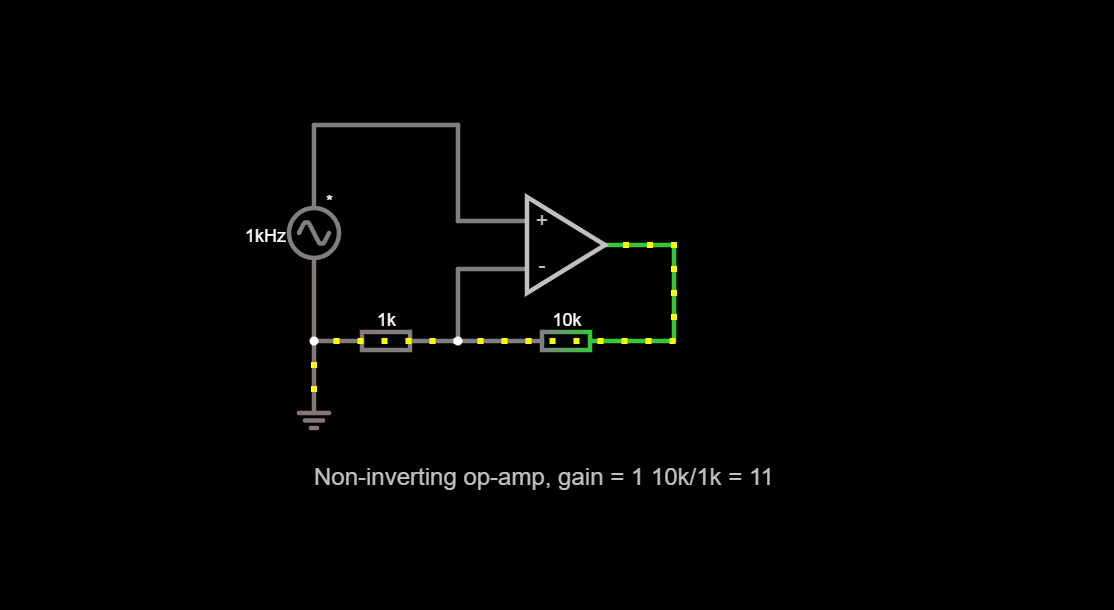 *
1kHz
+
-
1k
10k
Non-inverting op-amp, gain = 1 10k/1k = 11